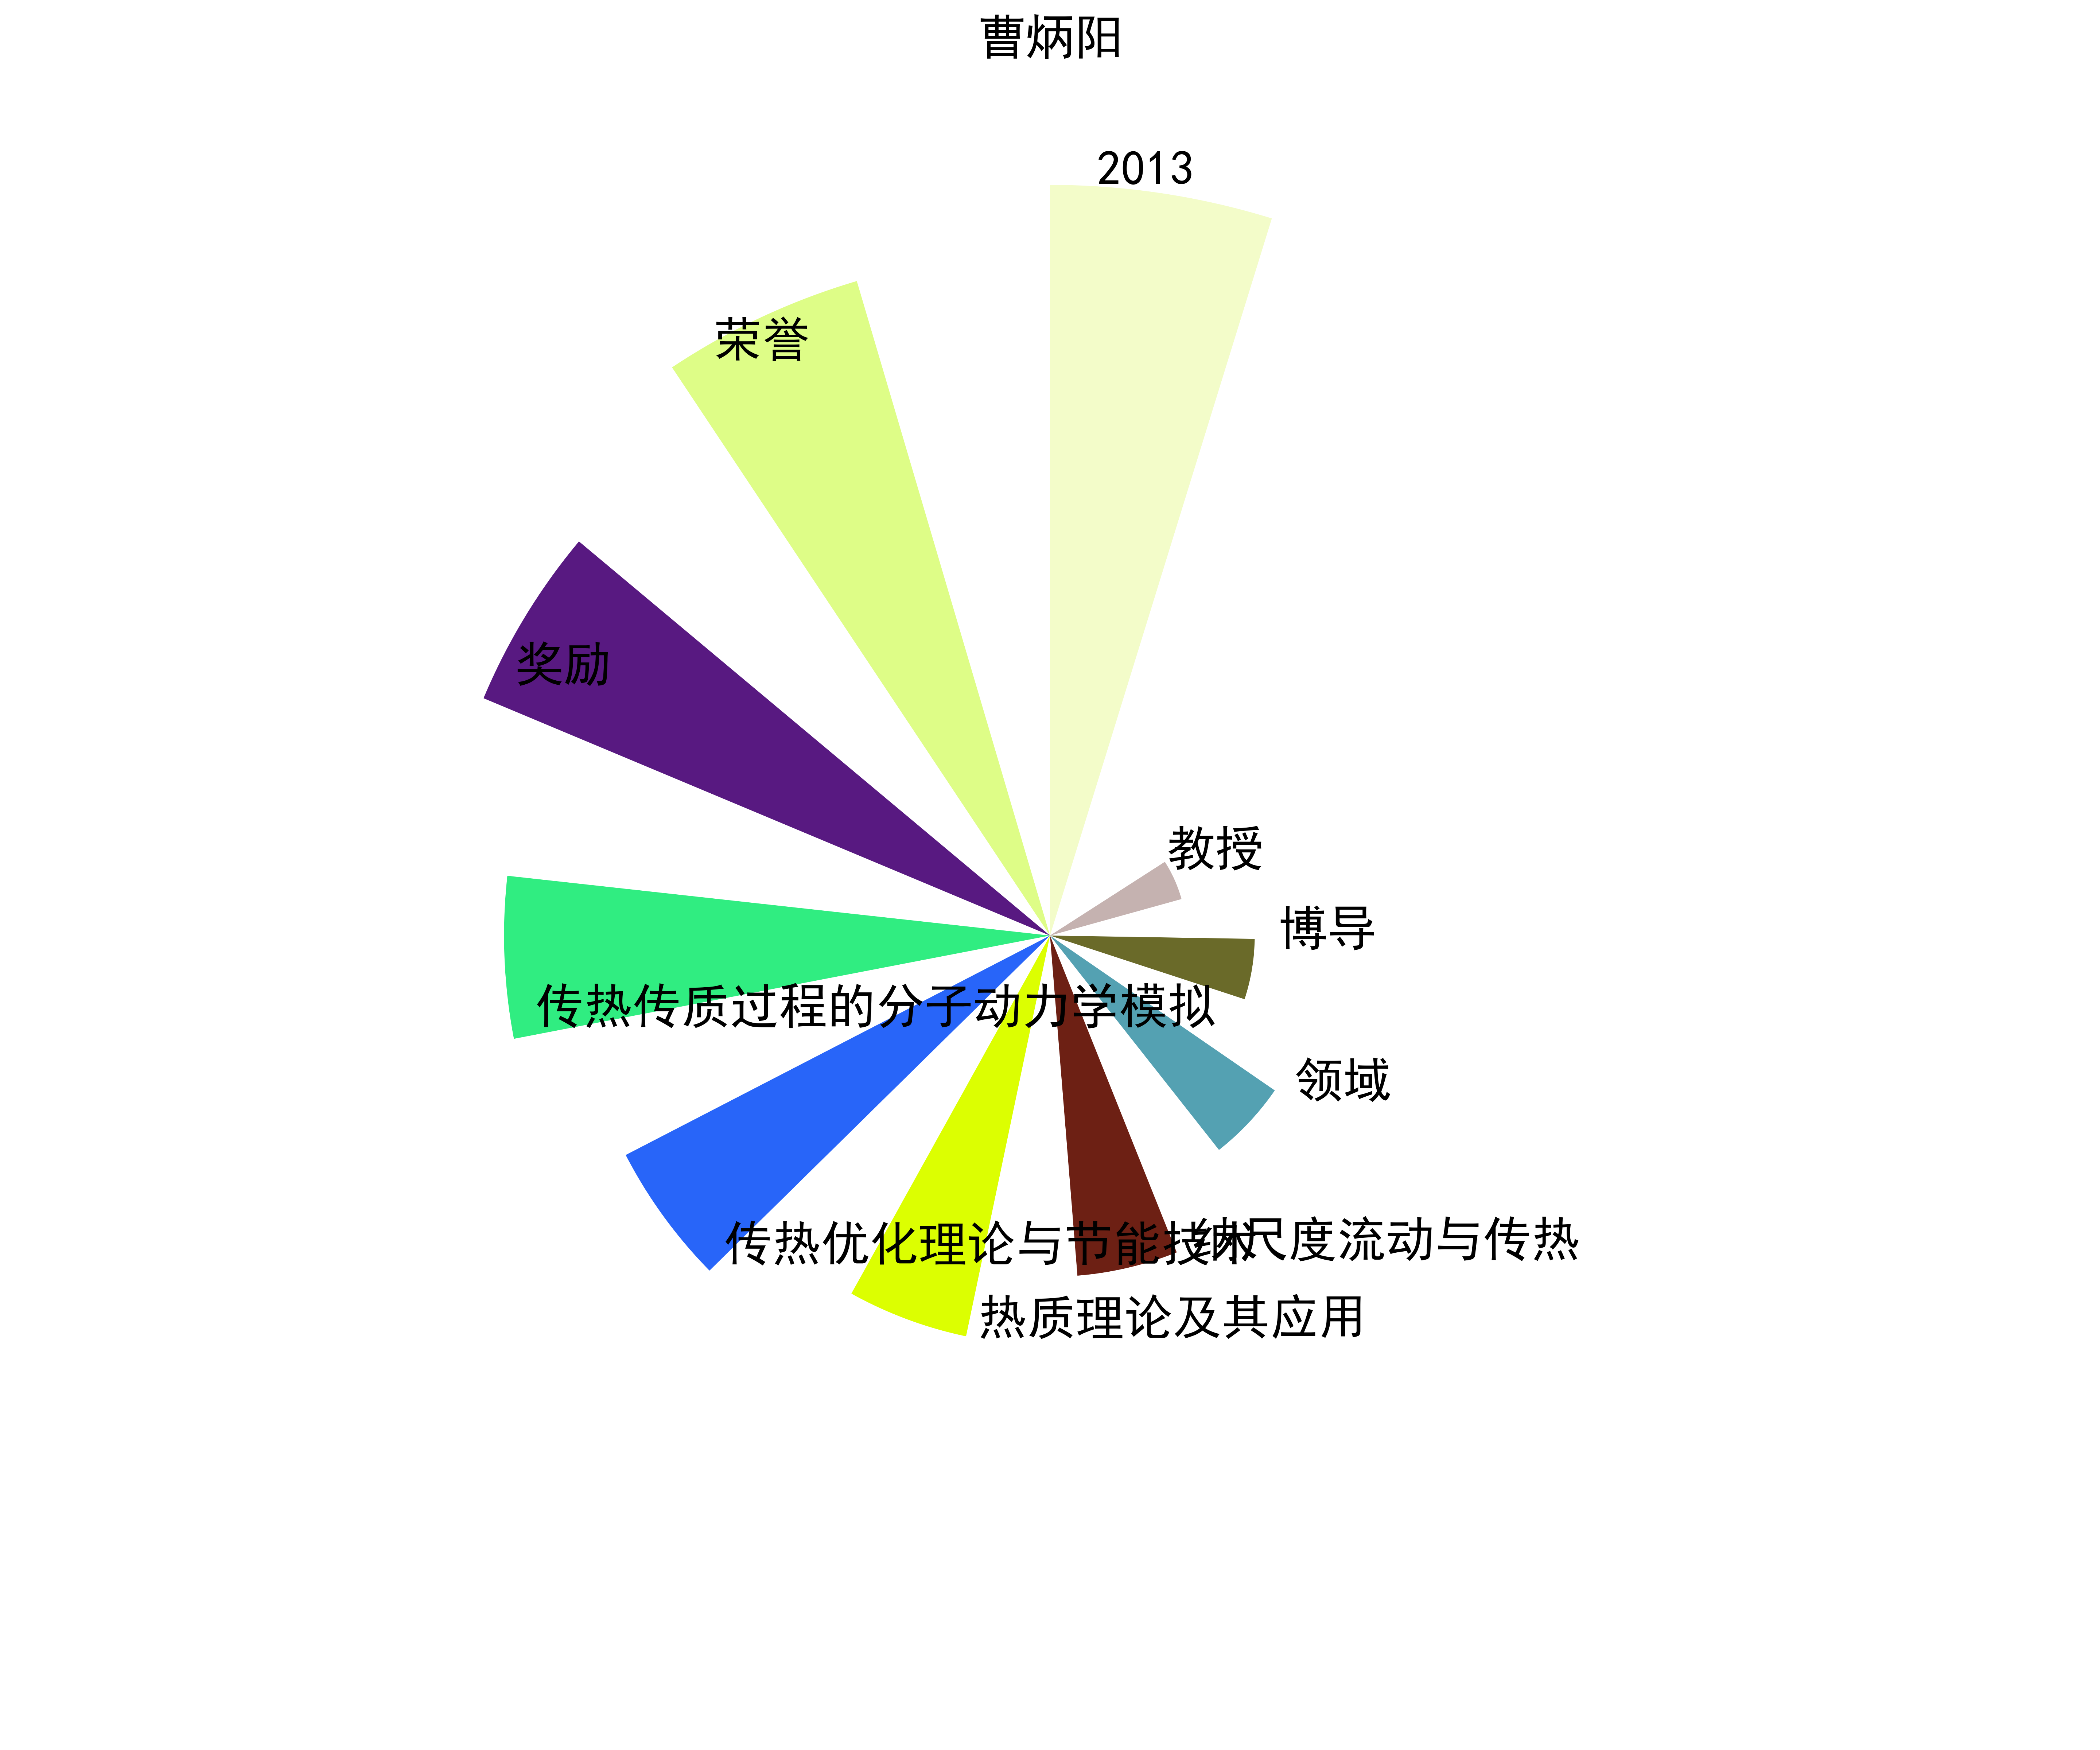 曹炳阳
2013
荣誉
奖励
教授
博导
传热传质过程的分子动力学模拟
领域
传热优化理论与节能技术
尺度流动与传热
热质理论及其应用